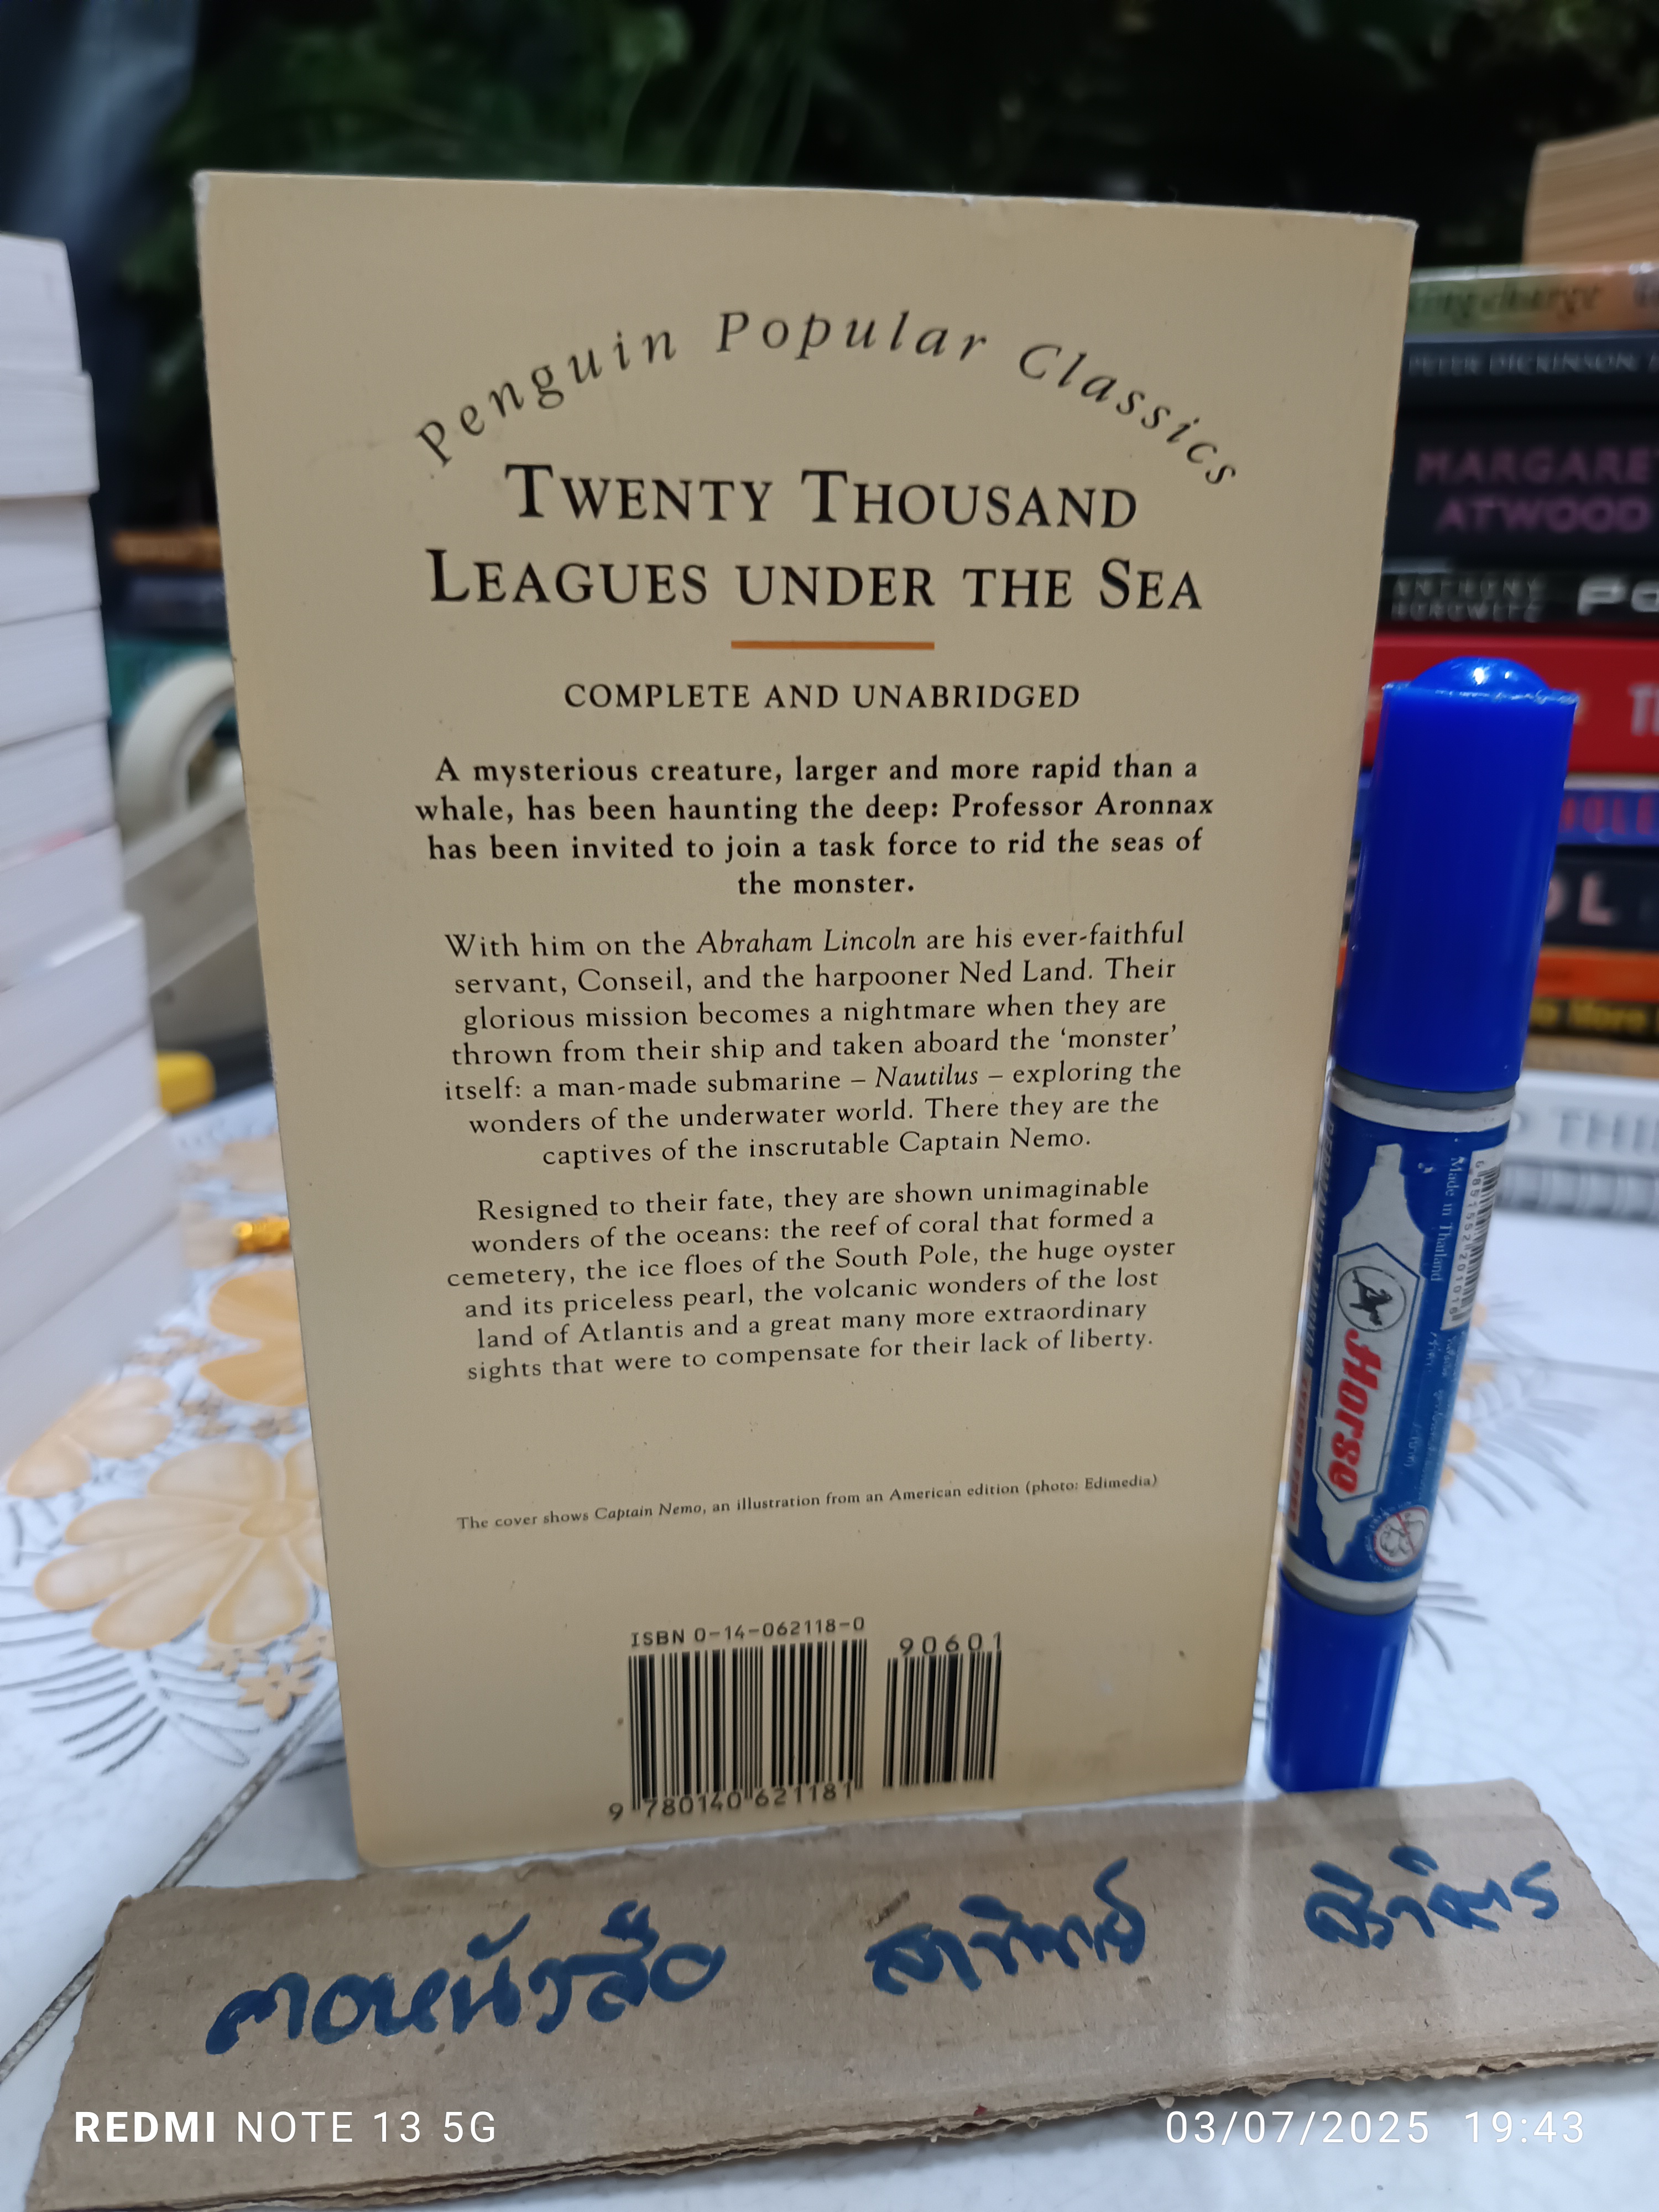 Penguin Popular Classics
TWENTY THOUSAND
LEAGUES UNDER THE SEA
COMPLETE AND UNABRIDGED
A mysterious creature, larger and more rapid than a
whale, has been haunting the deep: Professor Aronnax
has been invited to join a task force to rid the seas of
the monster.
With him on the Abraham Lincoln are his ever-faithful
servant, Conseil, and the harpooner Ned Land. Their
glorious mission becomes a nightmare when they are
thrown from their ship and taken aboard the ‘monster’
itself: a man-made submarine – Nautilus – exploring the
wonders of the underwater world. There they are the
captives of the inscrutable Captain Nemo.
Resigned to their fate, they are shown unimaginable
wonders of the oceans: the reef of coral that formed a
cemetery, the ice floes of the South Pole, the huge oyster
and its priceless pearl, the volcanic wonders of the lost
land of Atlantis and a great many more extraordinary
sights that were to compensate for their lack of liberty.
The cover shows Captain Nemo, an illustration from an American edition (photo: Edimedia)
ISBN 0-14-062118-0
90601
9 780140 621181
PETER DICKINSON
MARGARET
ATWOOD
ANTHONY
HOROWITZ
Made in Thailand
Horse
คอหนังสือ
REDMI NOTE 13 5G
03/07/2025 19:43